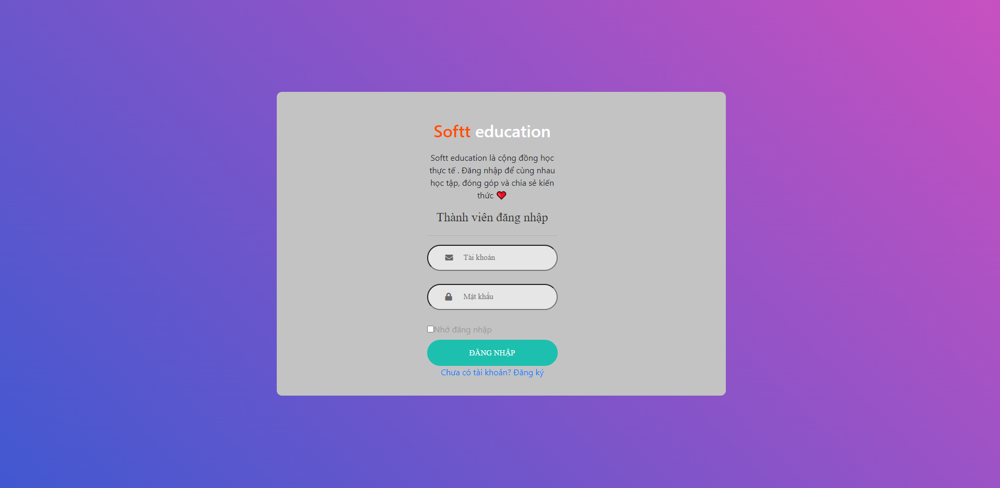 Softt education
Softt education là cộng đồng học
thực tế . Đăng nhập để cùng nhau
học tập, đóng góp và chia sẻ kiến
thức ❤️
Thành viên đăng nhập
Tài khoản
Mật khẩu
Nhớ đăng nhập
ĐĂNG NHẬP
Chưa có tài khoản? Đăng ký